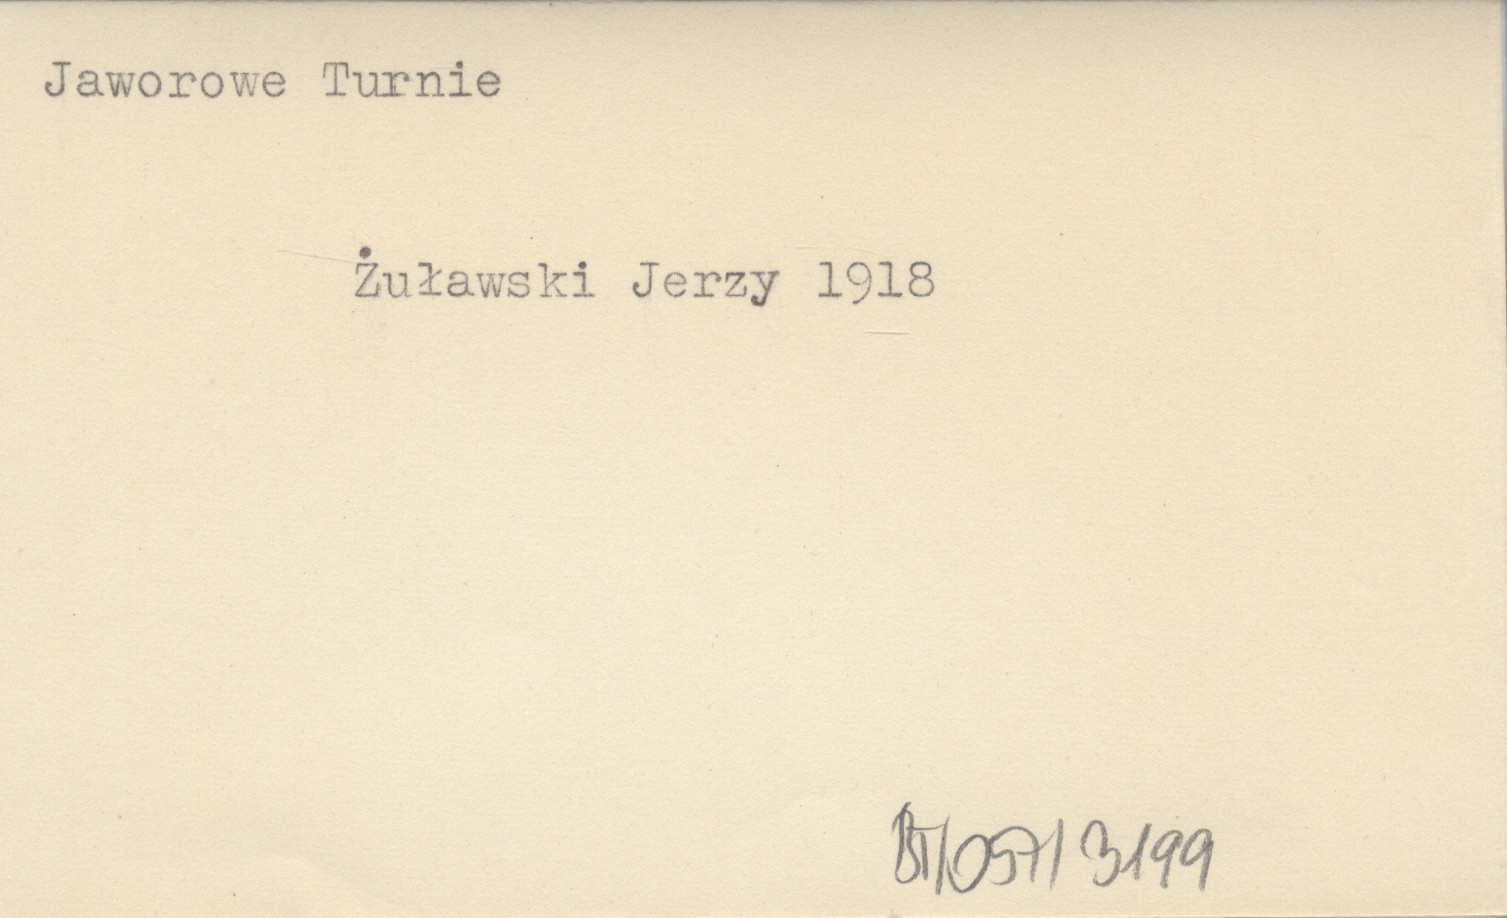 Jaworowe Turnie
Żuławski Jerzy 1918
BT/057/3199